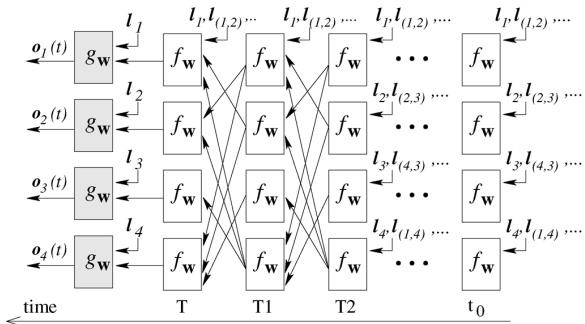 l1 l1,l(1,2),... l1,l(1,2),... l1,l(1,2),... l1,l(1,2),...
o1(t) gw fw fw fw ••• fw
l2 l2,l(2,3),... l2,l(2,3),...
o2(t) gw fw fw fw ••• fw
l3 l3,l(4,3),... l3,l(4,3),...
o3(t) gw fw fw fw ••• fw
l4 l4,l(1,4),... l4,l(1,4),...
o4(t) gw fw fw fw ••• fw
time T T1 T2 t0